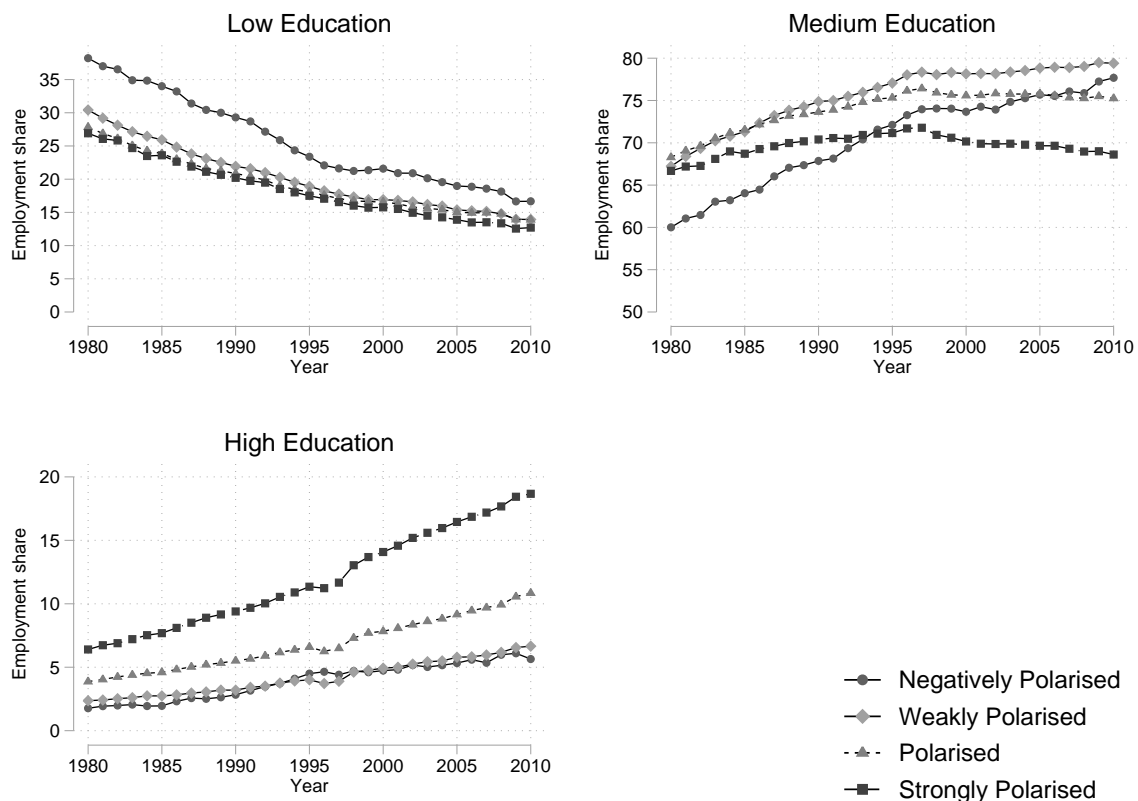 Low Education
Employment share
35
30
25
20
15
10
5
0
1980 1985 1990 1995 2000 2005 2010
Year
Medium Education
Employment share
80
75
70
65
60
55
50
1980 1985 1990 1995 2000 2005 2010
Year
High Education
Employment share
20
15
10
5
0
1980 1985 1990 1995 2000 2005 2010
Year
Negatively Polarised
Weakly Polarised
Polarised
Strongly Polarised